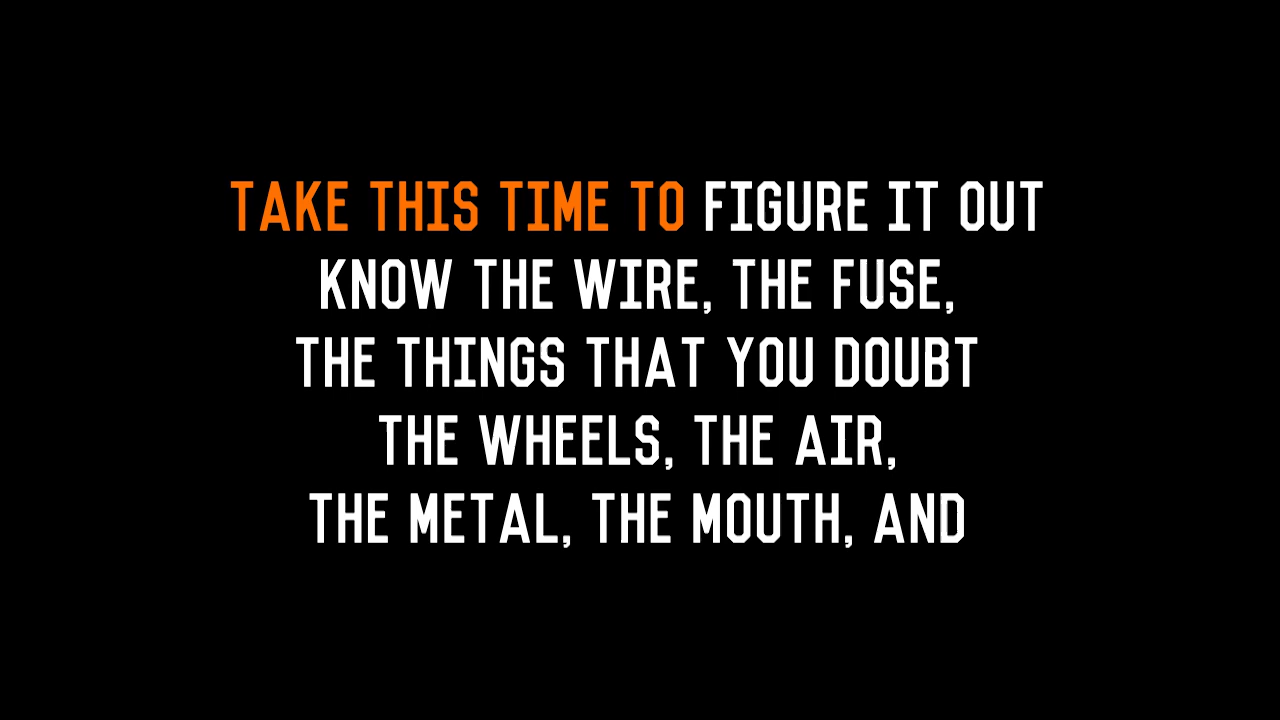 TAKE THIS TIME TO FIGURE IT OUT
KNOW THE WIRE, THE FUSE,
THE THINGS THAT YOU DOUBT
THE WHEELS, THE AIR,
THE METAL, THE MOUTH, AND